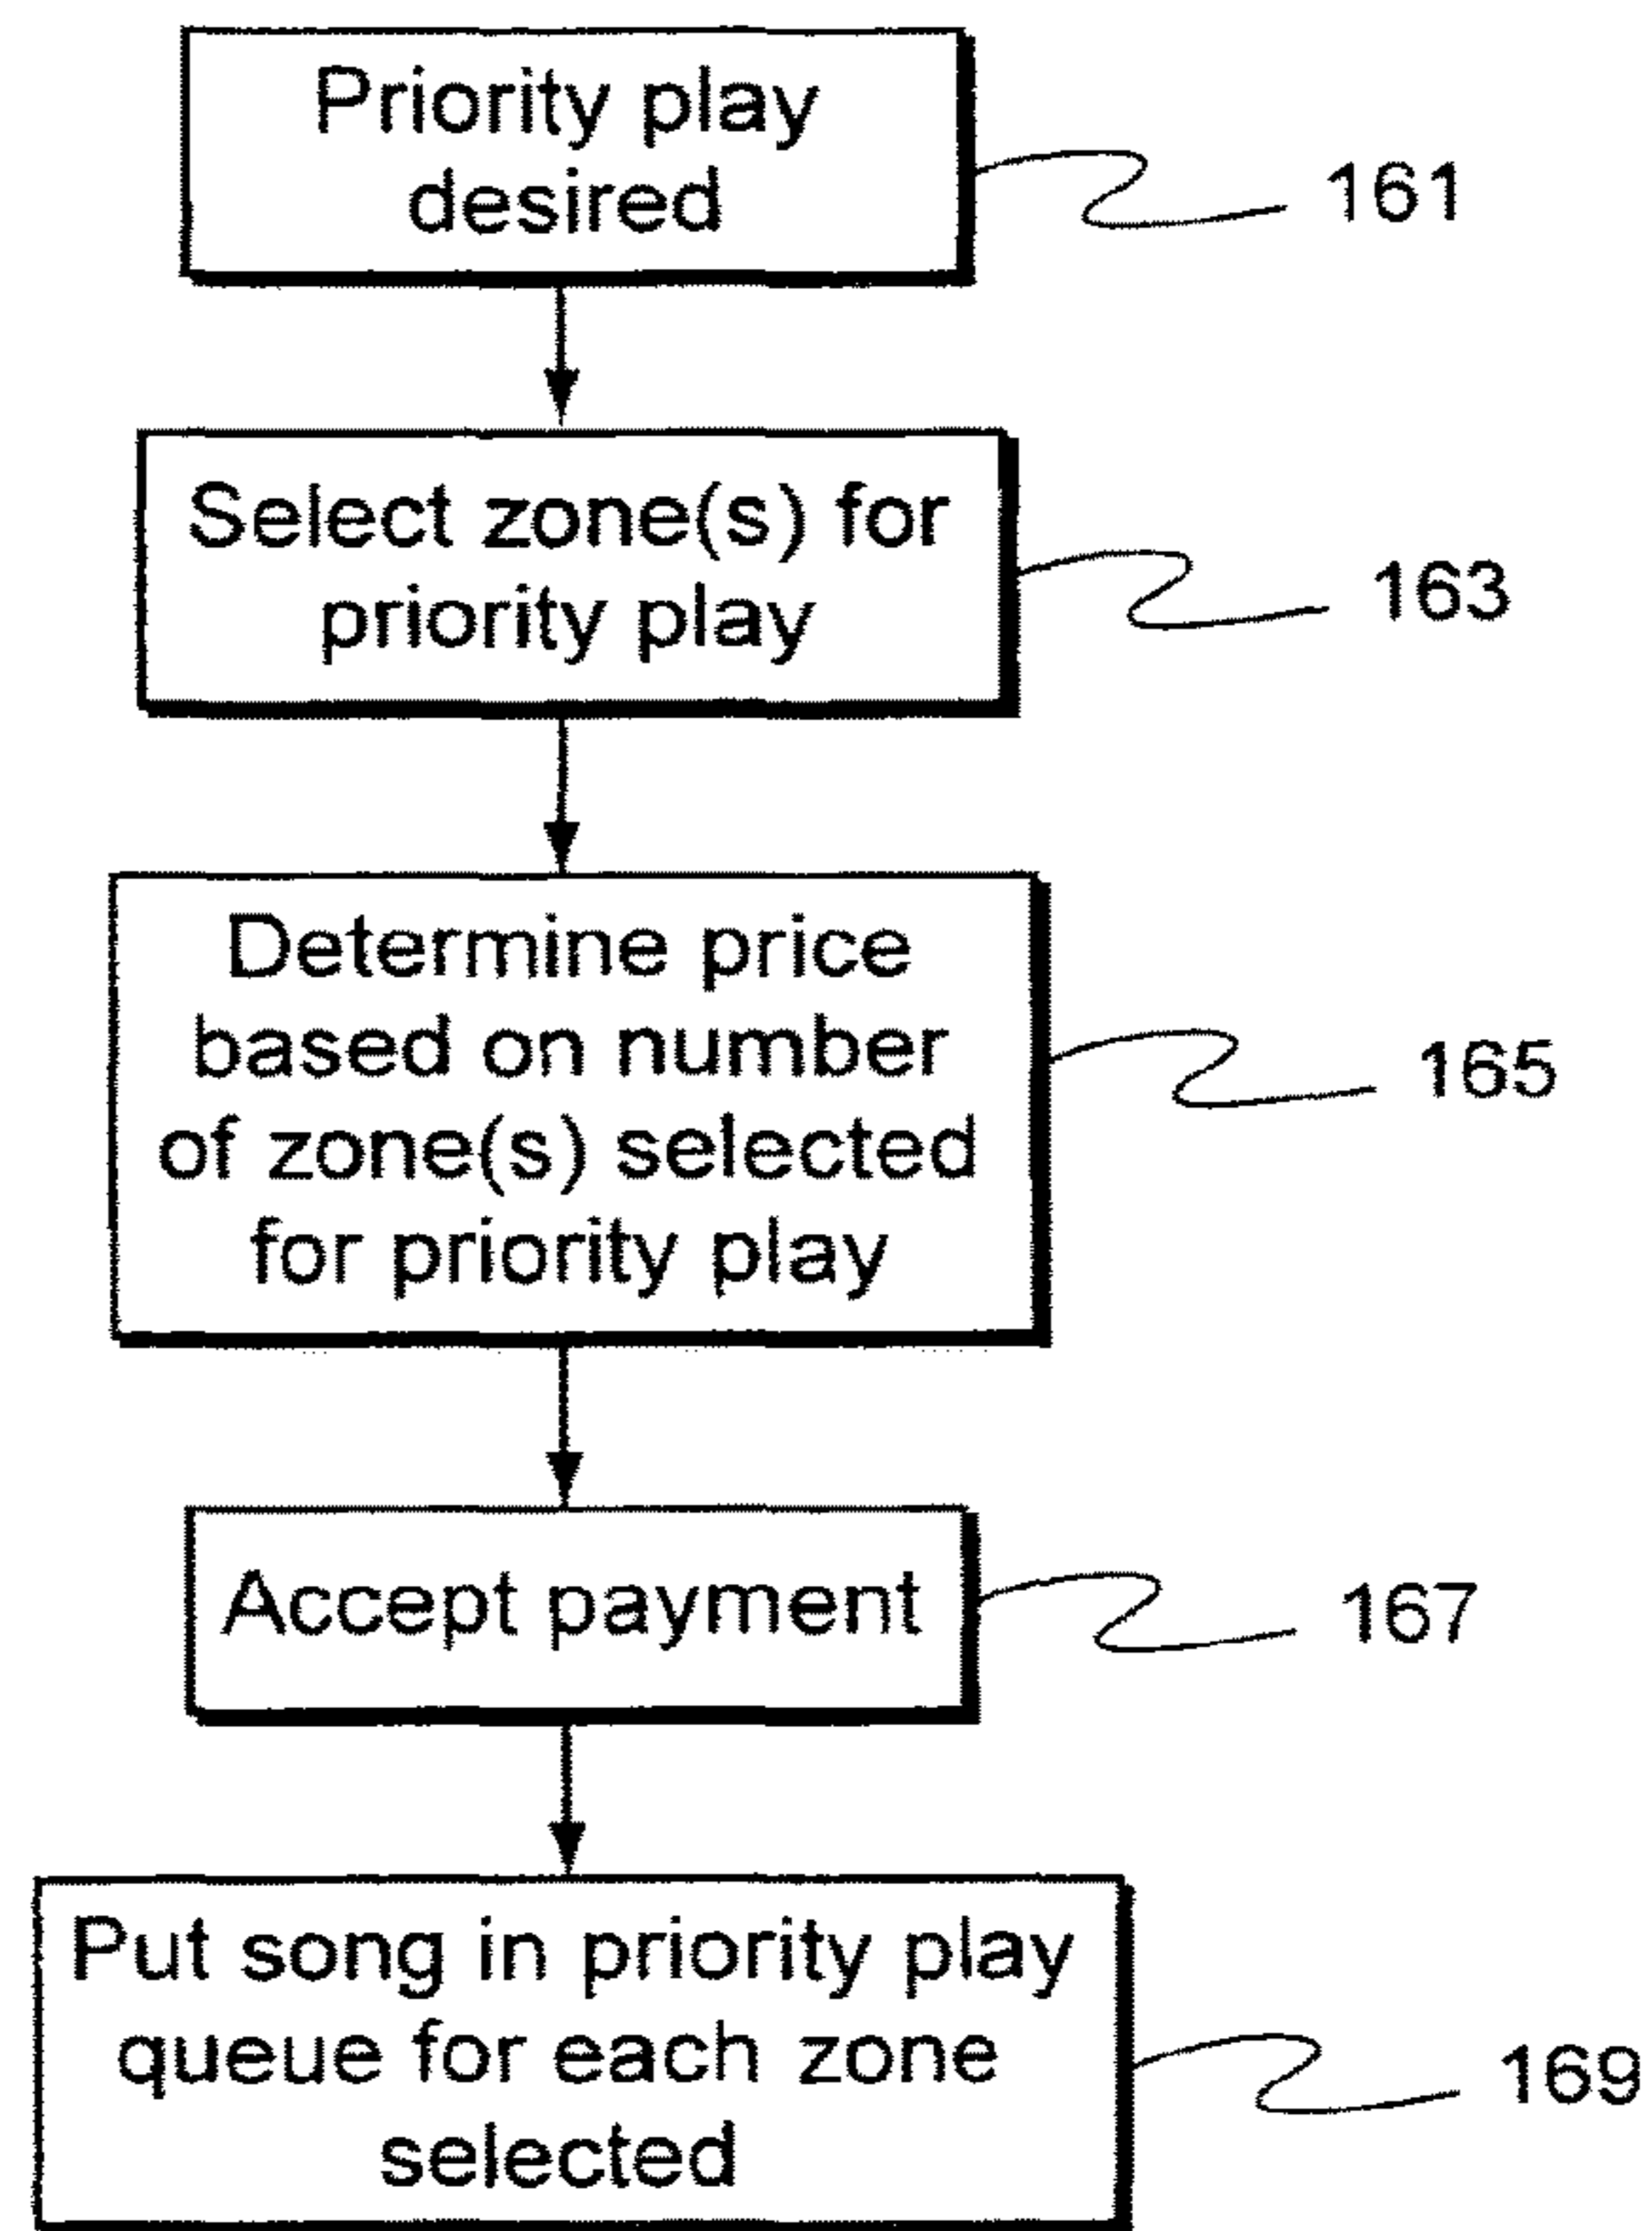 Priority play
desired
161
Select zone(s) for
priority play
163
Determine price
based on number
of zone(s) selected
for priority play
165
Accept payment
167
Put song in priority play
queue for each zone
selected
169